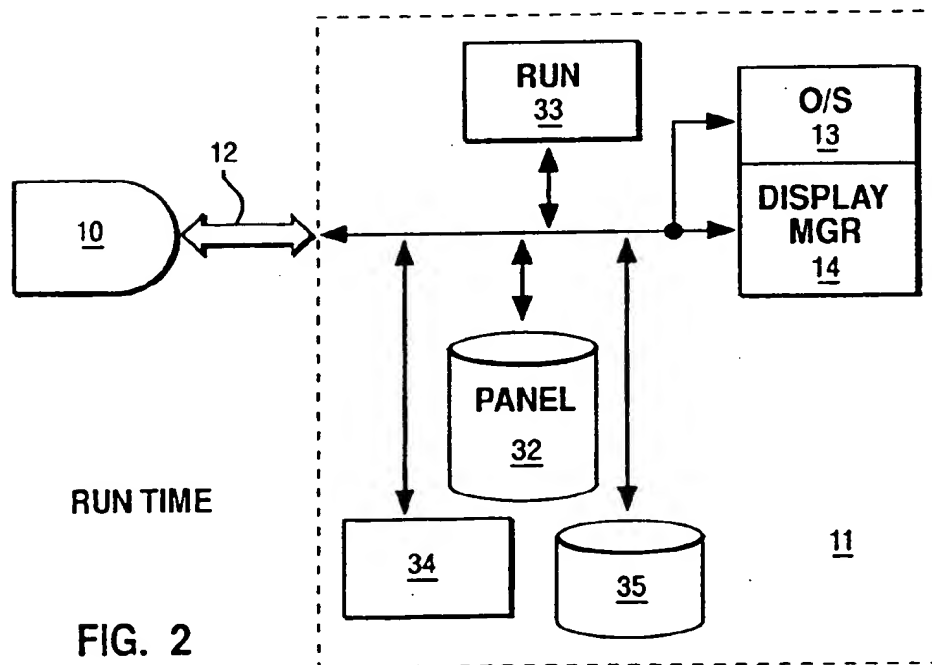 RUN
33
O/S
13
12
10
DISPLAY
MGR
14
PANEL
32
RUN TIME
34
35
11
FIG. 2